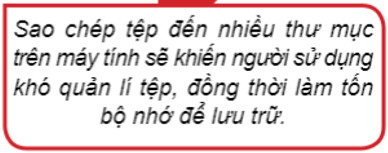 Sao chép tệp đến nhiều thư mục
trên máy tính sẽ khiến người sử dụng
khó quản lí tệp, đồng thời làm tốn
bộ nhớ để lưu trữ.